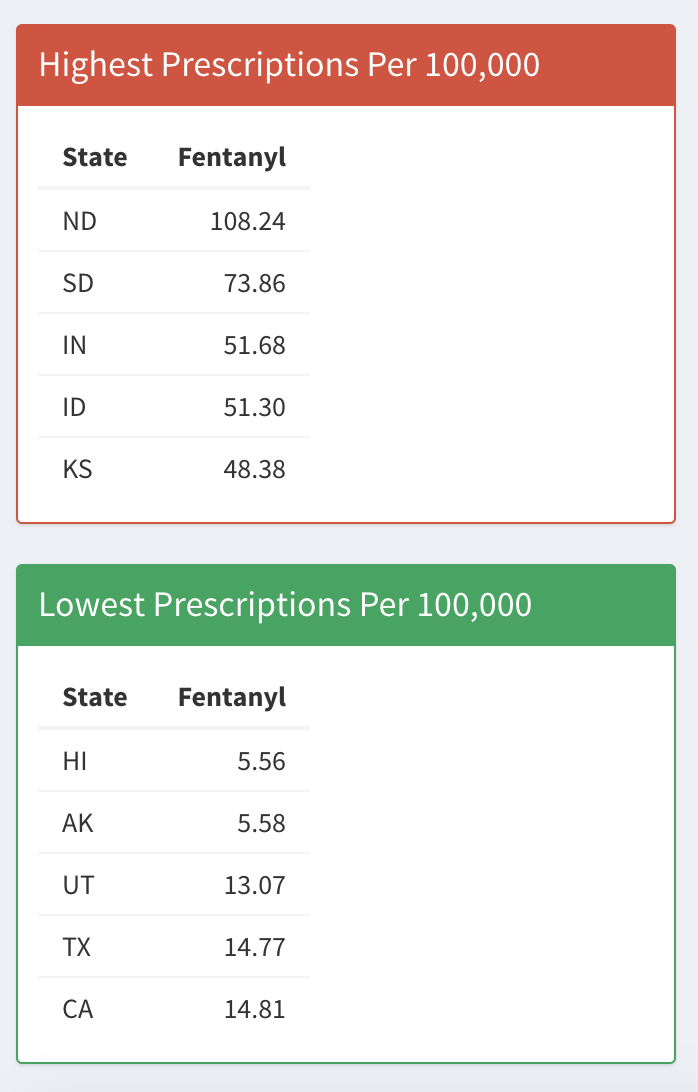 Highest Prescriptions Per 100,000
State Fentanyl
ND 108.24
SD 73.86
IN 51.68
ID 51.30
KS 48.38
Lowest Prescriptions Per 100,000
State Fentanyl
HI 5.56
AK 5.58
UT 13.07
TX 14.77
CA 14.81